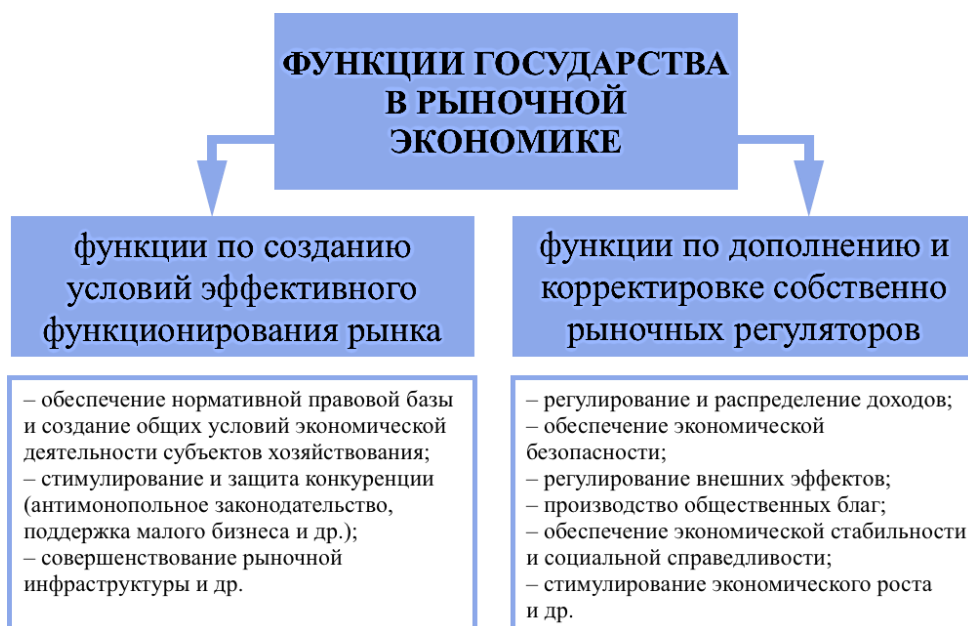 ФУНКЦИИ ГОСУДАРСТВА
В РЫНОЧНОЙ
ЭКОНОМИКЕ
функции по созданию
условий эффективного
функционирования рынка
– обеспечение нормативной правовой базы
и создание общих условий экономической
деятельности субъектов хозяйствования;
– стимулирование и защита конкуренции
(антимонопольное законодательство,
поддержка малого бизнеса и др.);
– совершенствование рыночной
инфраструктуры и др.
функции по дополнению и
корректировке собственно
рыночных регуляторов
– регулирование и распределение доходов;
– обеспечение экономической
безопасности;
– регулирование внешних эффектов;
– производство общественных благ;
– обеспечение экономической стабильности
и социальной справедливости;
– стимулирование экономического роста
и др.